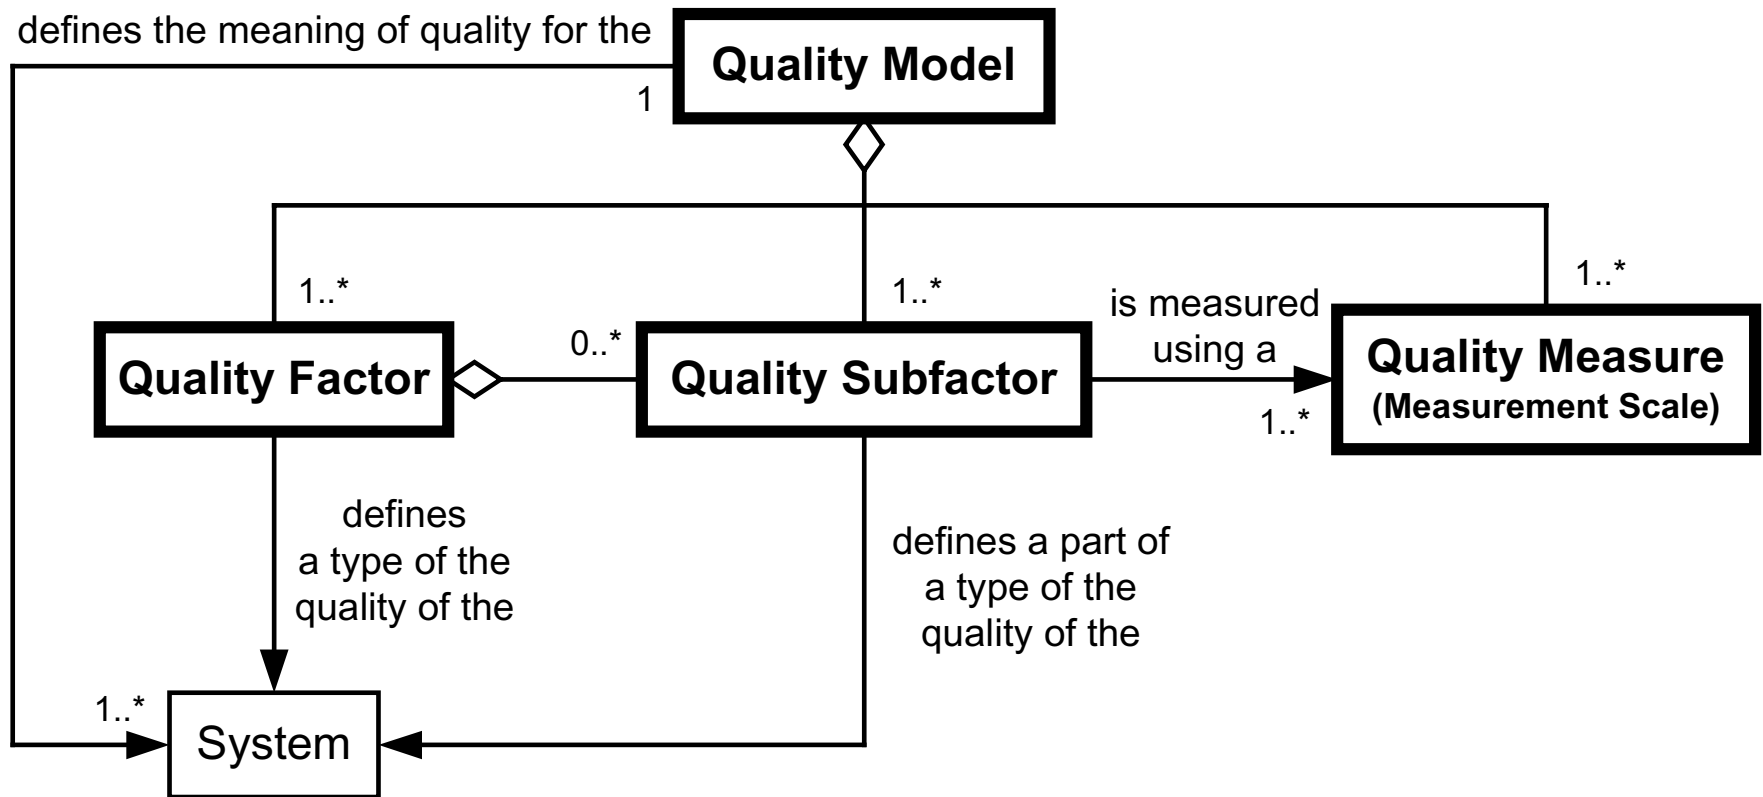 defines the meaning of quality for the
Quality Model
1
1..*
1..*
1..*
Quality Factor
0..*
Quality Subfactor
is measured
using a
1..*
Quality Measure
(Measurement Scale)
defines
a type of the
quality of the
defines a part of
a type of the
quality of the
1..*
System